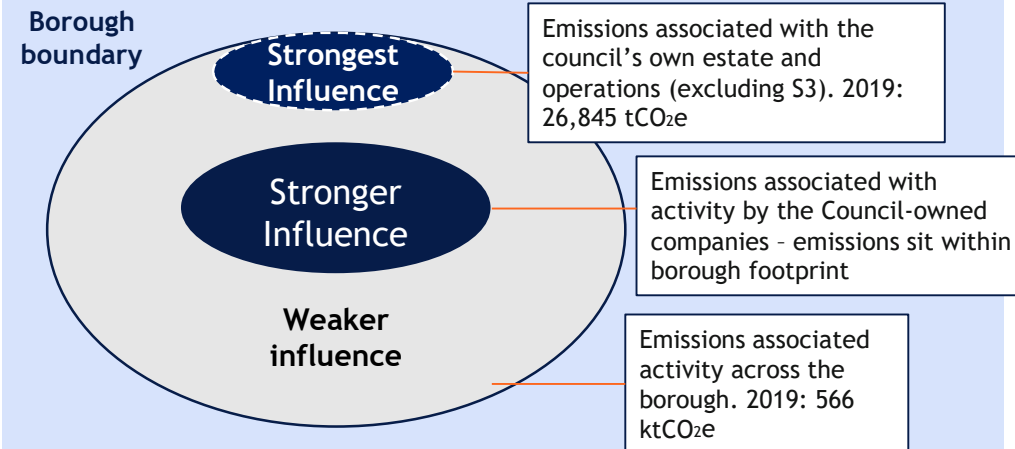 Borough
boundary
Strongest
Influence
Emissions associated with the
council’s own estate and
operations (excluding S3). 2019:
26,845 tCO₂e
Stronger
Influence
Emissions associated with
activity by the Council-owned
companies – emissions sit within
borough footprint
Weaker
influence
Emissions associated
activity across the
borough. 2019: 566
ktCO₂e